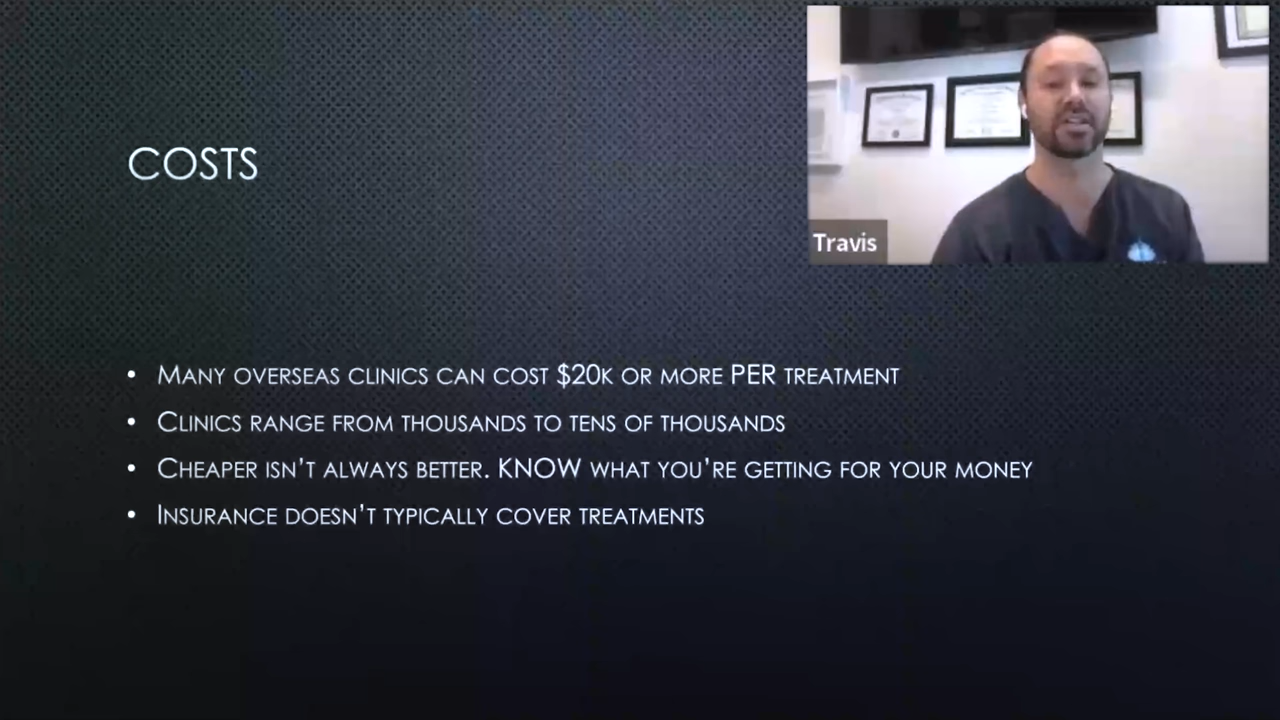 COSTS
Travis
• MANY OVERSEAS CLINICS CAN COST $20K OR MORE PER TREATMENT
• CLINICS RANGE FROM THOUSANDS TO TENS OF THOUSANDS
• CHEAPER ISN'T ALWAYS BETTER. KNOW WHAT YOU'RE GETTING FOR YOUR MONEY
• INSURANCE DOESN'T TYPICALLY COVER TREATMENTS